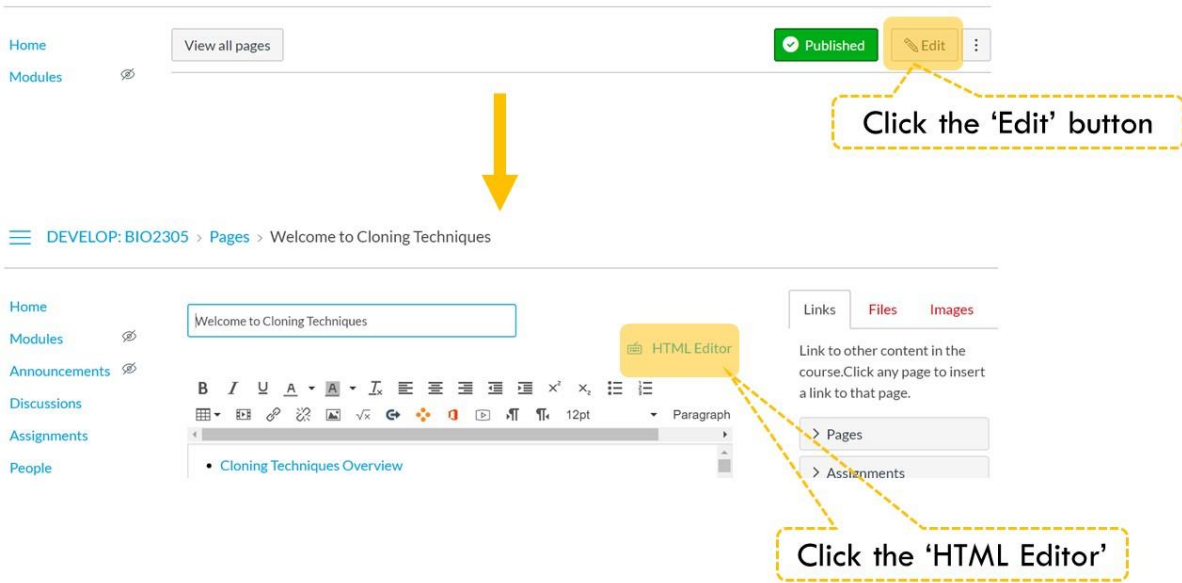 Home
View all pages
Published
Edit
Modules
Click the ‘Edit’ button
DEVELOP: BIO2305 > Pages > Welcome to Cloning Techniques
Home
Modules
Announcements
Discussions
Assignments
People
Welcome to Cloning Techniques
HTML Editor
12pt
Paragraph
Cloning Techniques Overview
Links
Files
Images
Link to other content in the
course.Click any page to insert
a link to that page.
Pages
Assignments
Click the ‘HTML Editor’